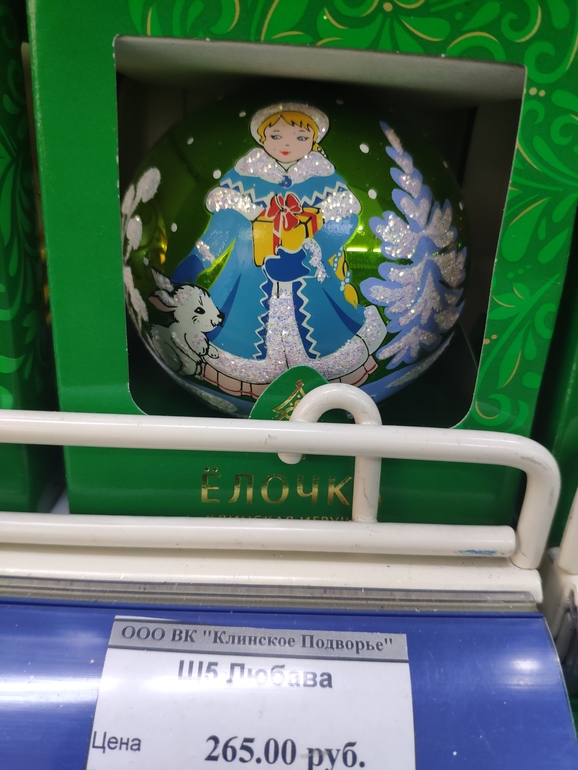 ЁЛОЧК
ООО ВК "Клинское Подворье"
Ш5 Любава
Цена 265.00 руб.